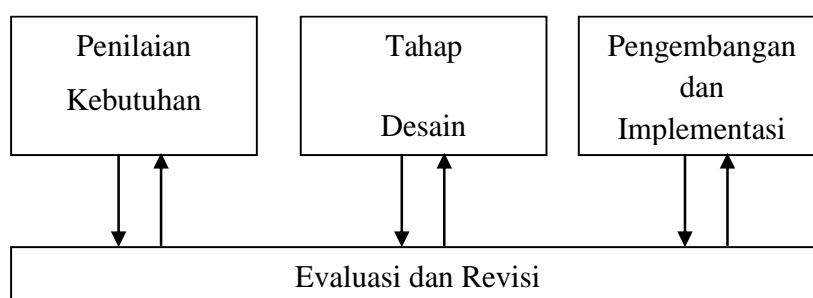 Penilaian
Kebutuhan
Tahap
Desain
Pengembangan
dan
Implementasi
Evaluasi dan Revisi